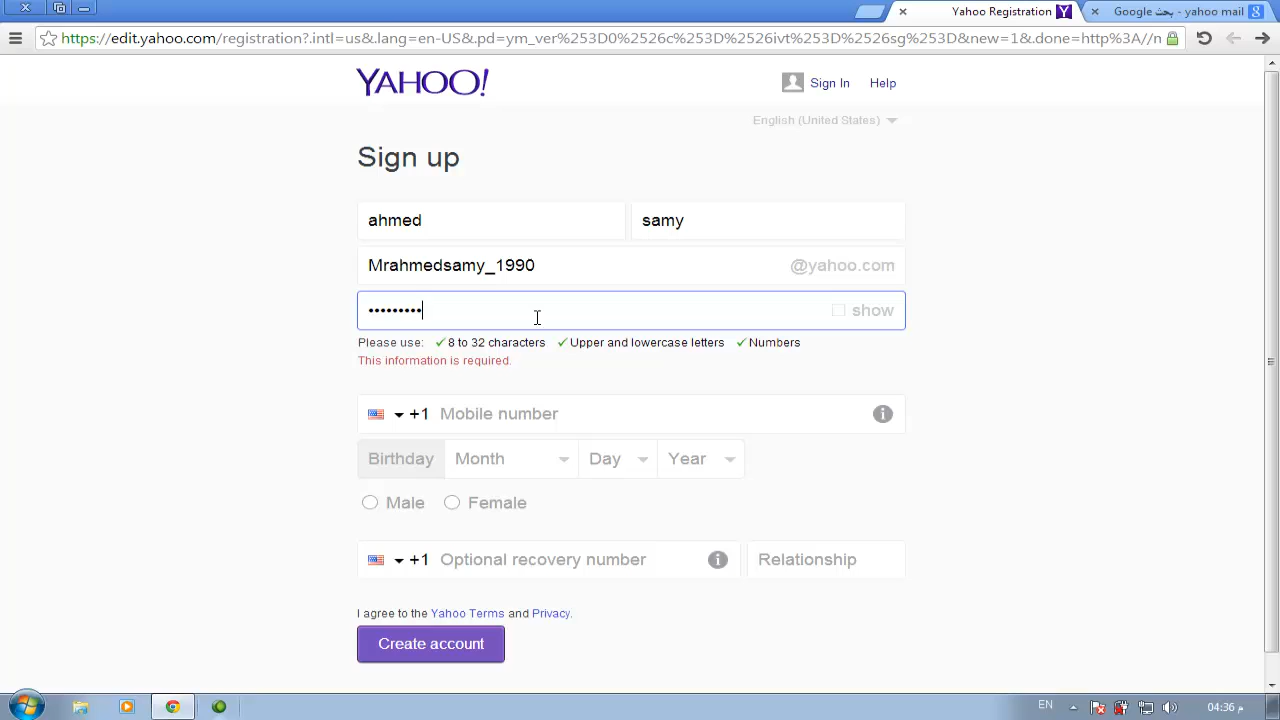 Yahoo Registration
yahoo mail - بحث Google
https://edit.yahoo.com/registration?.intl=us&.lang=en-US&.pd=ym_ver%253D0%2526c%253D%2526ivt%253D%2526sg%253D&new=1&.done=http%3A//n
YAHOO!
Sign In
Help
English (United States)
Sign up
ahmed
samy
Mrahmedsamy_1990
@yahoo.com
•••••••••
show
Please use: ✓8 to 32 characters ✓Upper and lowercase letters ✓Numbers
This information is required.
+1 Mobile number
Birthday Month Day Year
Male Female
+1 Optional recovery number
Relationship
I agree to the Yahoo Terms and Privacy.
Create account
EN
04:36 م